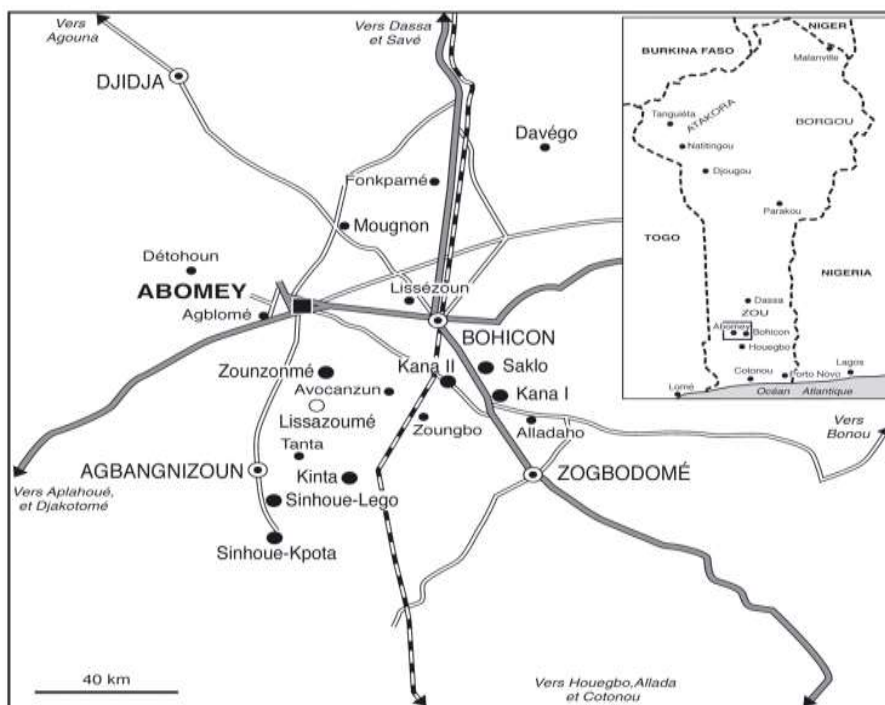 Vers
Agouna
Vers Dassa
et Savé
DJIDJA
Davégo
Fonkpamé
Mougnon
Détohoun
ABOMEY
Lissézoun
Agblomé
BOHICON
Zounzonmé
Kana II
Saklo
Avocanzun
Kana I
Lissazoumé
Zoungbo
Alladaho
Vers
Bonou
Tanta
AGBANGNIZOUN
Kinta
ZOGBODOMÉ
Vers Aplahoué,
et Djakotomé
Sinhoue-Lego
Sinhoue-Kpota
40 km
Vers Houegbo,Allada
et Cotonou
NIGER
BURKINA FASO
Malanville
Tanguiéta
ATAKORA
BORGOU
Natitingou
Djougou
Parakou
TOGO
NIGERIA
Dassa
ZOU
Abomey
Bohicon
Houegbo
Lagos
Cotonou
Porto Novo
Lomé
Océan Atlantique